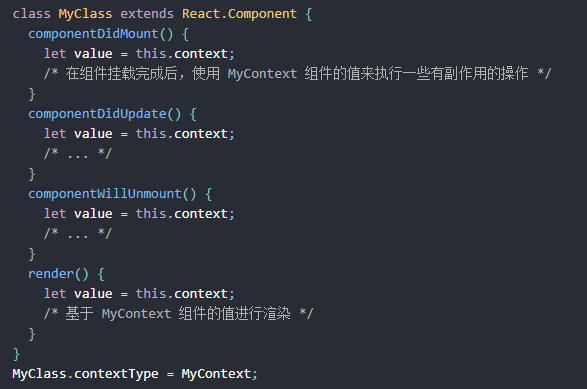 class MyClass extends React.Component {
  componentDidMount() {
    let value = this.context;
    /* 在组件挂载完成后，使用 MyContext 组件的值来执行一些有副作用的操作 */
  }
  componentDidUpdate() {
    let value = this.context;
    /* ... */
  }
  componentWillUnmount() {
    let value = this.context;
    /* ... */
  }
  render() {
    let value = this.context;
    /* 基于 MyContext 组件的值进行渲染 */
  }
}
MyClass.contextType = MyContext;